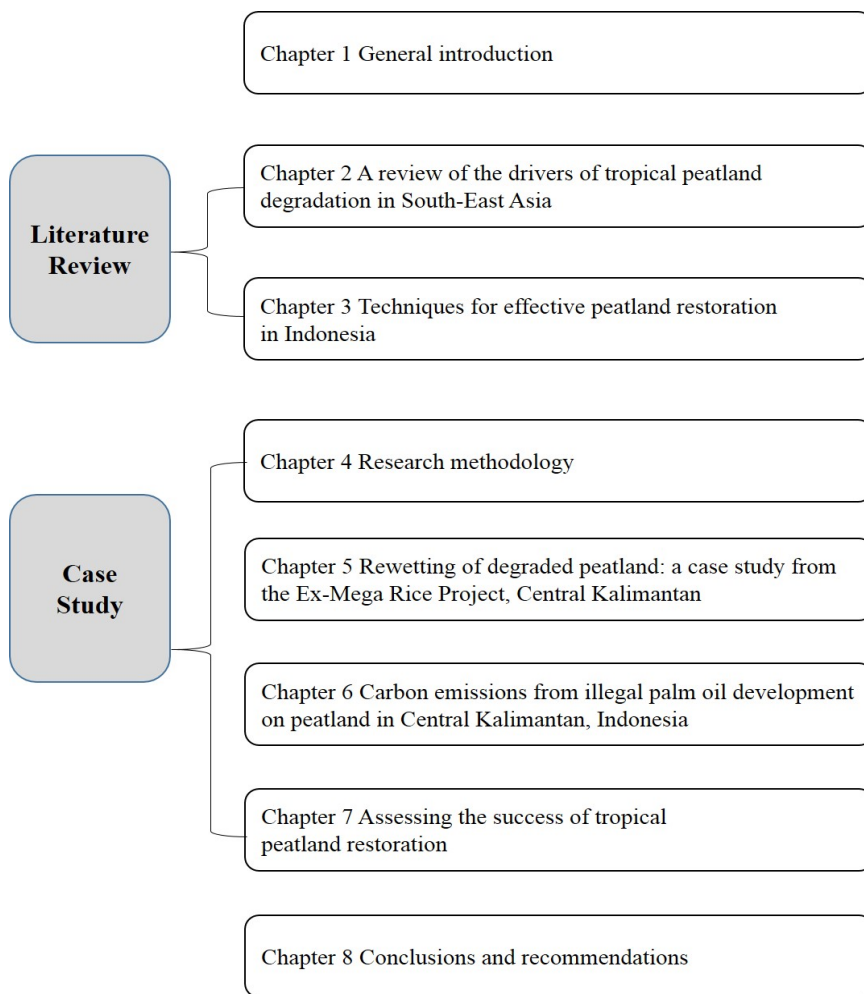 Chapter 1 General introduction
Literature
Review
Chapter 2 A review of the drivers of tropical peatland
degradation in South-East Asia
Chapter 3 Techniques for effective peatland restoration
in Indonesia
Case
Study
Chapter 4 Research methodology
Chapter 5 Rewetting of degraded peatland: a case study from
the Ex-Mega Rice Project, Central Kalimantan
Chapter 6 Carbon emissions from illegal palm oil development
on peatland in Central Kalimantan, Indonesia
Chapter 7 Assessing the success of tropical
peatland restoration
Chapter 8 Conclusions and recommendations